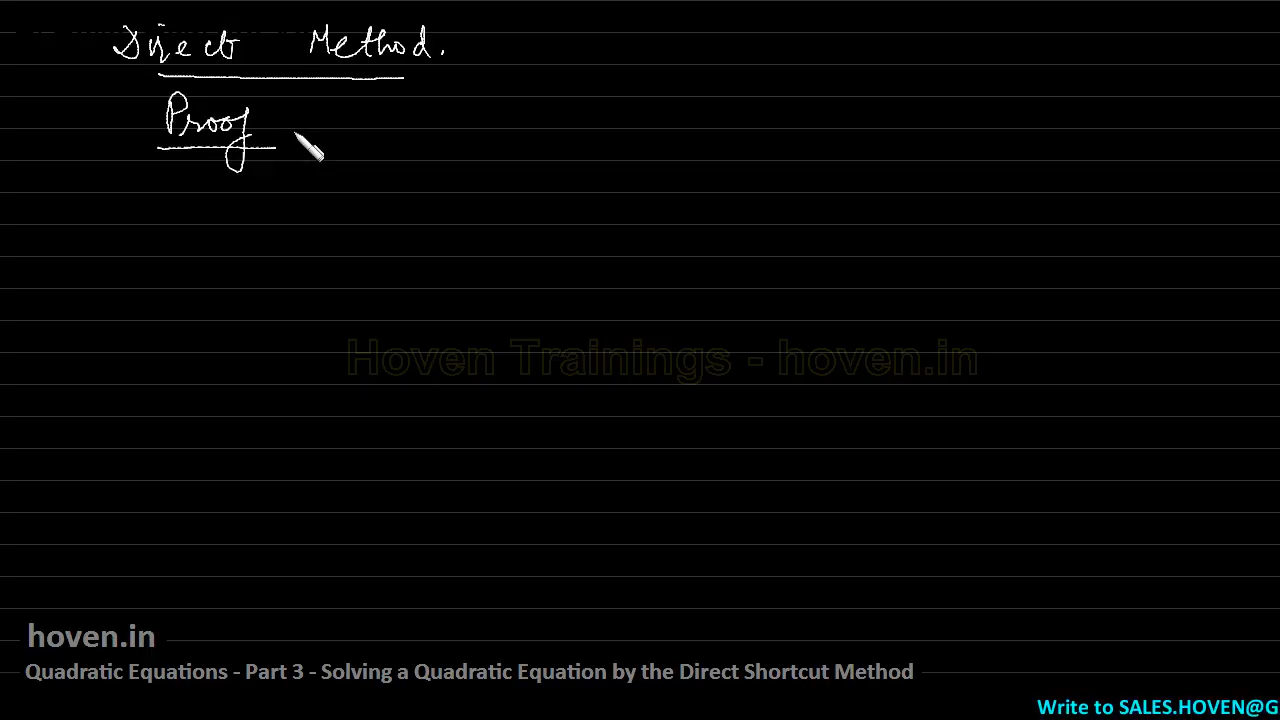 Direct Method.
Proof
Hoven Trainings - hoven.in
hoven.in
Quadratic Equations - Part 3 - Solving a Quadratic Equation by the Direct Shortcut Method
Write to SALES.HOVEN@G